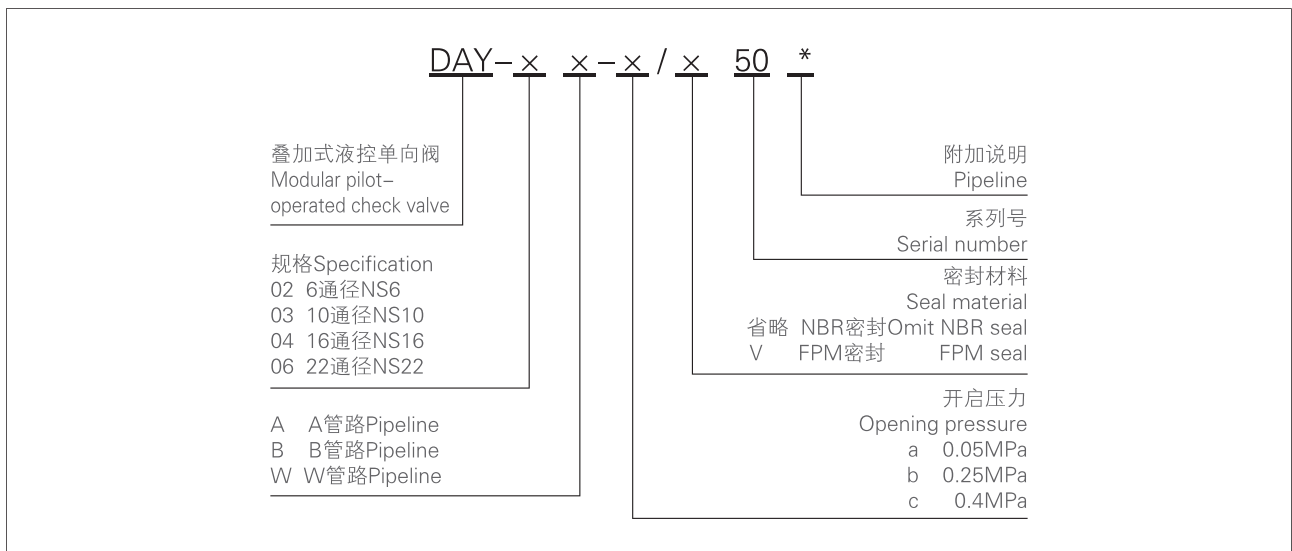 DAY-× ×-×/× 50 *
叠加式液控单向阀
Modular pilot-
operated check valve
规格Specification
02 6通径NS6
03 10通径NS10
04 16通径NS16
06 22通径NS22
A A管路Pipeline
B B管路Pipeline
W W管路Pipeline
附加说明
Pipeline
系列号
Serial number
密封材料
Seal material
省略 NBR密封Omit NBR seal
V FPM密封 FPM seal
开启压力
Opening pressure
a 0.05MPa
b 0.25MPa
c 0.4MPa